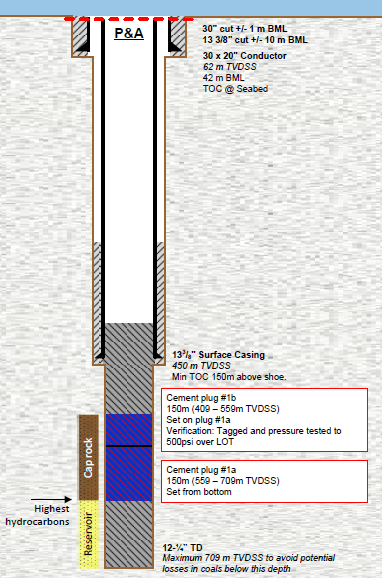 P&A
30" cut +/- 1 m BML
13 3/8" cut +/- 10 m BML
30 x 20" Conductor
62 m TVDSS
42 m BML
TOC @ Seabed
13³/₈" Surface Casing
450 m TVDSS
Min TOC 150m above shoe.
Cement plug #1b
150m (409 – 559m TVDSS)
Set on plug #1a
Verification: Tagged and pressure tested to
500psi over LOT
Cement plug #1a
150m (559 – 709m TVDSS)
Set from bottom
Cap rock
Highest
hydrocarbons
Reservoir
12-¼" TD
Maximum 709 m TVDSS to avoid potential
losses in coals below this depth